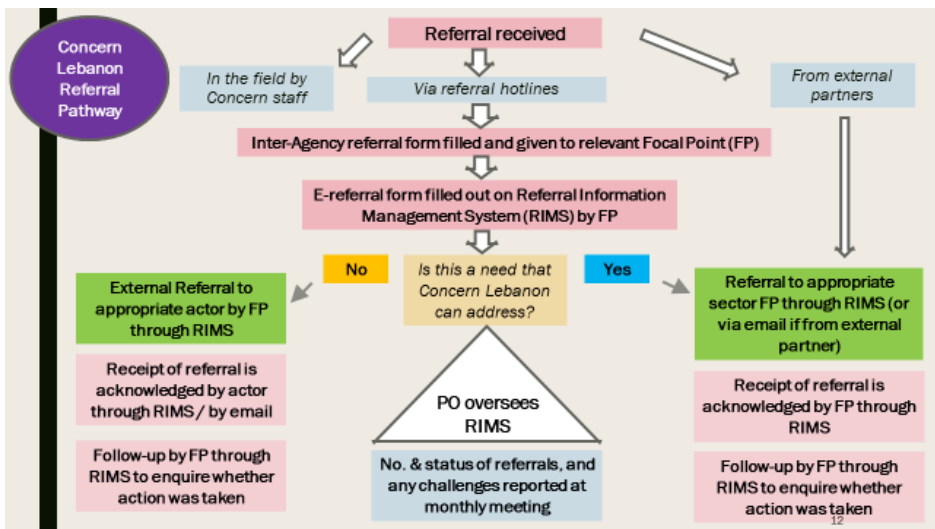 Concern
Lebanon
Referral
Pathway
Referral received
In the field by
Concern staff
Via referral hotlines
From external
partners
Inter-Agency referral form filled and given to relevant Focal Point (FP)
E-referral form filled out on Referral Information
Management System (RIMS) by FP
No
Is this a need that
Concern Lebanon
can address?
Yes
External Referral to
appropriate actor by FP
through RIMS
Referral to appropriate
sector FP through RIMS (or
via email if from external
partner)
Receipt of referral is
acknowledged by actor
through RIMS / by email
PO oversees
RIMS
Receipt of referral is
acknowledged by FP through
RIMS
Follow-up by FP through
RIMS to enquire whether
action was taken
No. & status of referrals, and
any challenges reported at
monthly meeting
Follow-up by FP through
RIMS to enquire whether
action was taken
12